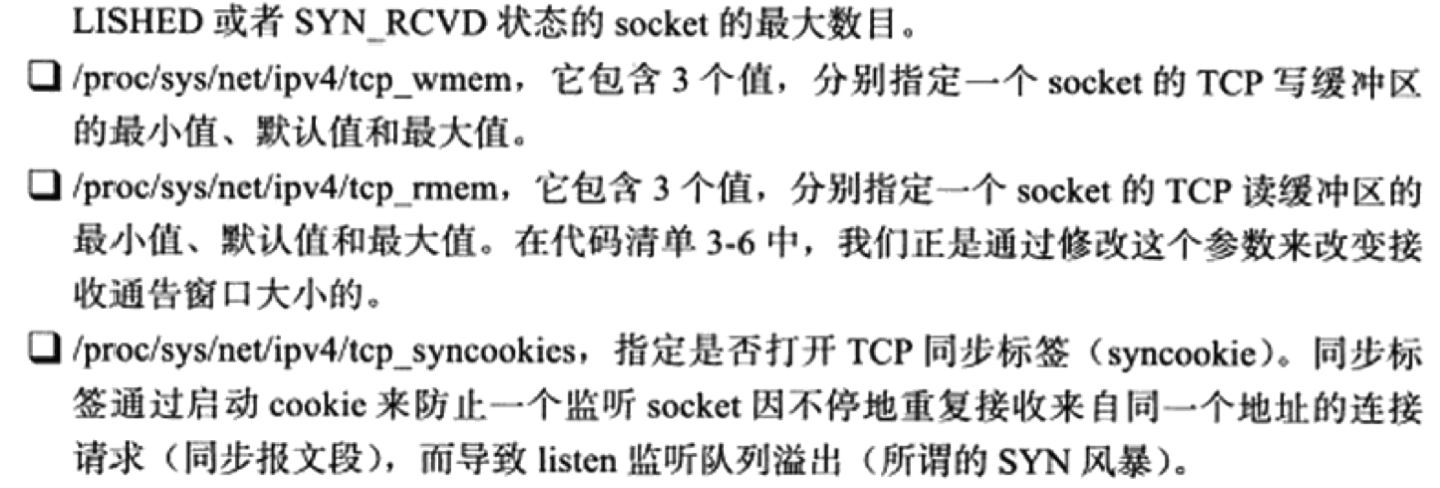 LISHED 或者 SYN_RCVD 状态的 socket 的最大数目。
❑ /proc/sys/net/ipv4/tcp_wmem，它包含 3 个值，分别指定一个 socket 的 TCP 写缓冲区
的最小值、默认值和最大值。
❑ /proc/sys/net/ipv4/tcp_rmem，它包含 3 个值，分别指定一个 socket 的 TCP 读缓冲区的
最小值、默认值和最大值。在代码清单 3-6 中，我们正是通过修改这个参数来改变接
收通告窗口大小的。
❑ /proc/sys/net/ipv4/tcp_syncookies，指定是否打开 TCP 同步标签（syncookie）。同步标
签通过启动 cookie 来防止一个监听 socket 因不停地重复接收来自同一个地址的连接
请求（同步报文段），而导致 listen 监听队列溢出（所谓的 SYN 风暴）。